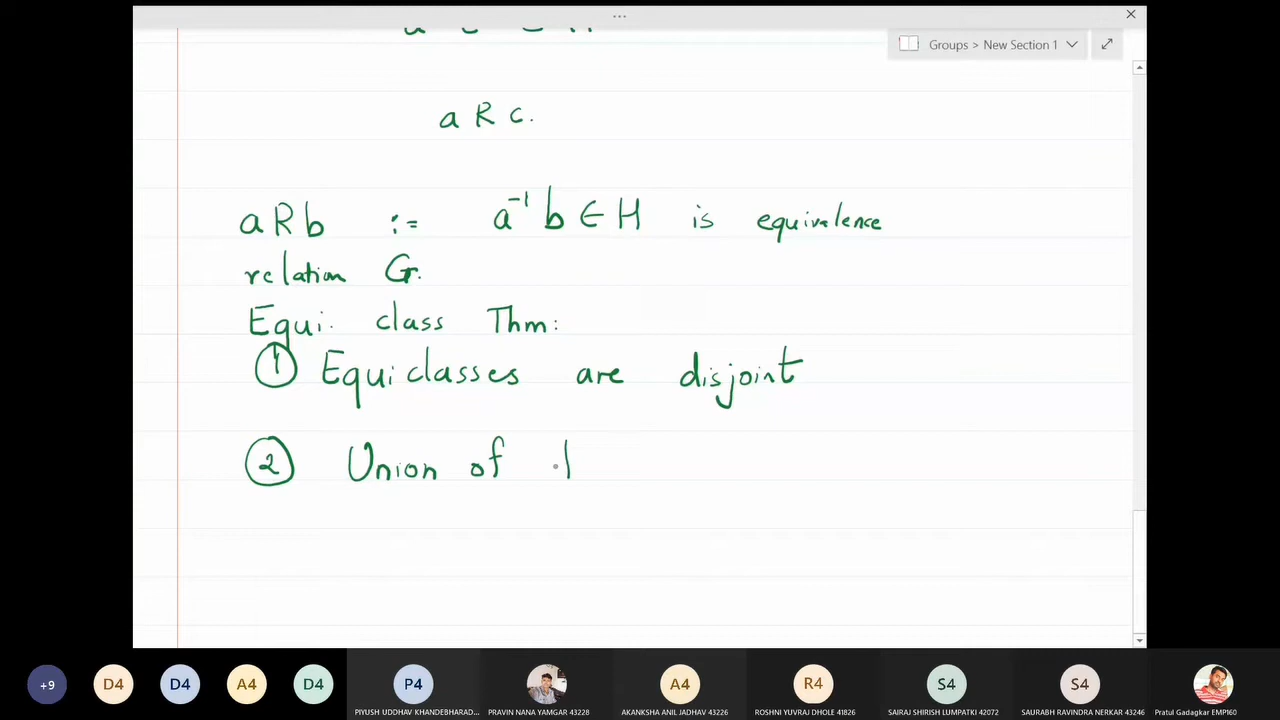 Groups > New Section 1
a R c.
aRb := a⁻¹ b ∈ H is equivalence
relation G.
Equi. class Thm:
① Equiclasses are disjoint
② Union of
+9
D4
D4
A4
D4
P4
A4
R4
S4
S4
PIYUSH UDDHAV KHANDEBHARAD...
PRAVIN NANA YAMGAR 43228
AKANKSHA ANIL JADHAV 43226
ROSHNI YUVRAJ DHOLE 41826
SAIRAJ SHIRISH LUMPATKI 42072
SAURABH RAVINDRA NERKAR 43246
Pratul Gadagkar EMP160